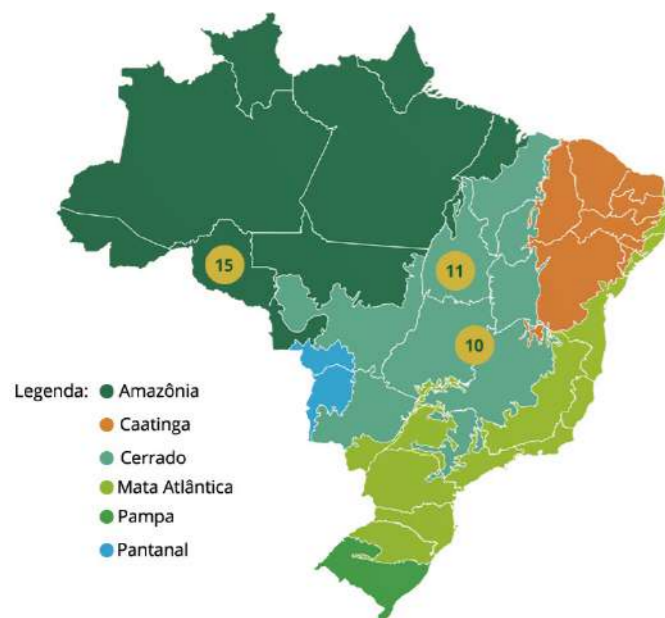 15
11
10
Legenda:
Amazônia
Caatinga
Cerrado
Mata Atlântica
Pampa
Pantanal